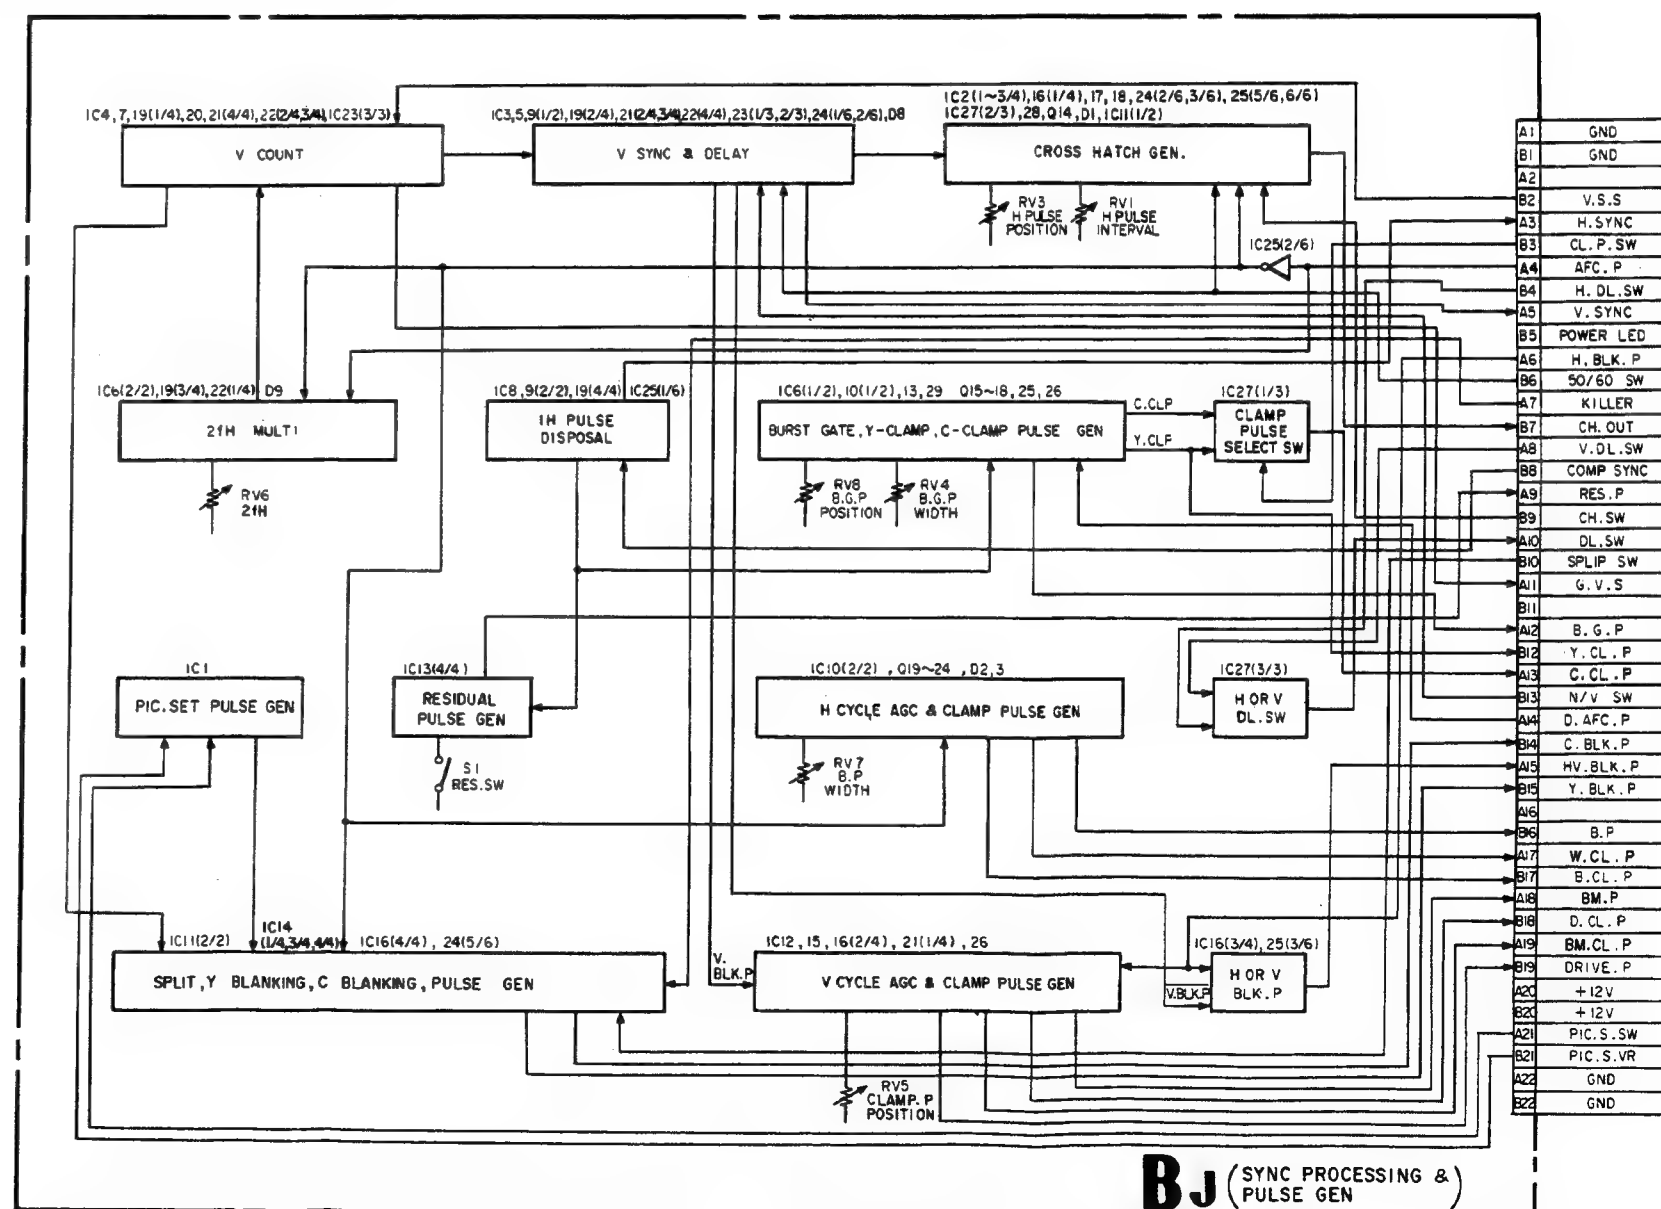 IC4,7,19(1/4),20,21(4/4),22(2/4,3/4),IC23(3/3)
V COUNT
IC3,5,9(1/2),19(2/4),21(2/4,3/4),22(4/4),23(1/3,2/3),24(1/6,2/6),D8
V SYNC & DELAY
IC2(1~3/4),16(1/4),17,18,24(2/6,3/6),25(5/6,6/6)
IC27(2/3),28,Q14,D1,IC11(1/2)
CROSS HATCH GEN.
RV3
H PULSE
POSITION
RV1
H PULSE
INTERVAL
IC25(2/6)
IC6(2/2),19(3/4),22(1/4) D9
2fH MULTI
RV6
2fH
IC8,9(2/2),19(4/4) IC25(1/6)
1H PULSE
DISPOSAL
IC6(1/2),10(1/2),13,29 Q15~18,25,26
BURST GATE,Y-CLAMP,C-CLAMP PULSE GEN
C.CLP
Y.CLP
IC27(1/3)
CLAMP
PULSE
SELECT SW
RV8
B.G.P
POSITION
RV4
B.G.P
WIDTH
IC1
PIC.SET PULSE GEN
IC13(4/4)
RESIDUAL
PULSE GEN
S1
RES.SW
IC10(2/2) ,Q19~24 ,D2,3
H CYCLE AGC & CLAMP PULSE GEN
RV7
B.P
WIDTH
IC27(3/3)
H OR V
DL.SW
IC11(2/2)
IC14
(1/4,3/4,4/4)
IC16(4/4) , 24(5/6)
SPLIT,Y BLANKING,C BLANKING,PULSE GEN
V.
BLK.P
IC12,15,16(2/4),21(1/4),26
V CYCLE AGC & CLAMP PULSE GEN
RV5
CLAMP.P
POSITION
V.BLK.P
IC16(3/4),25(3/6)
H OR V
BLK.P
A1 GND
B1 GND
A2
B2 V.S.S
A3 H.SYNC
B3 CL.P.SW
A4 AFC.P
B4 H.DL.SW
A5 V.SYNC
B5 POWER LED
A6 H.BLK.P
B6 50/60 SW
A7 KILLER
B7 CH.OUT
A8 V.DL.SW
B8 COMP SYNC
A9 RES.P
B9 CH.SW
A10 DL.SW
B10 SPLIP SW
A11 G.V.S
B11
A12 B.G.P
B12 Y.CL.P
A13 C.CL.P
B13 N/V SW
A14 D.AFC.P
B14 C.BLK.P
A15 HV.BLK.P
B15 Y.BLK.P
A16
B16 B.P
A17 W.CL.P
B17 B.CL.P
A18 BM.P
B18 D.CL.P
A19 BM.CL.P
B19 DRIVE.P
A20 +12V
B20 +12V
A21 PIC.S.SW
B21 PIC.S.VR
A22 GND
B22 GND
BJ (SYNC PROCESSING &
PULSE GEN)